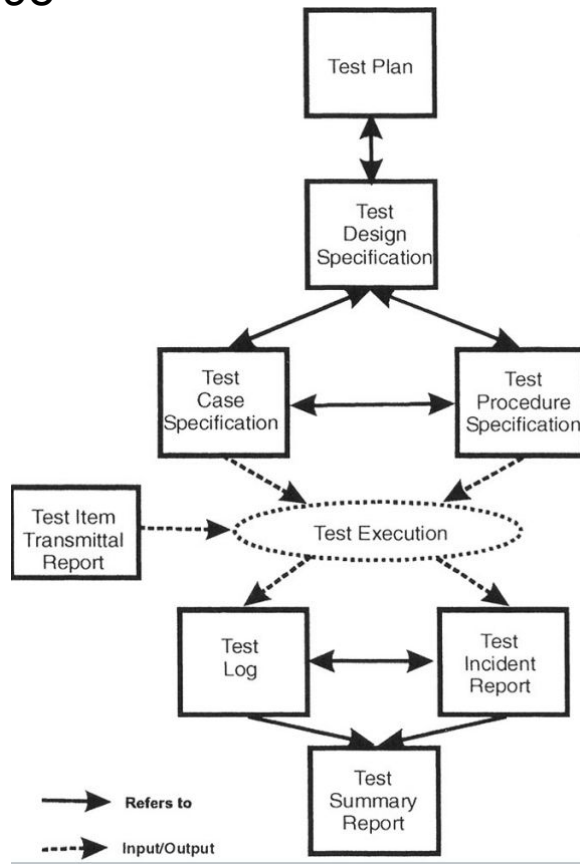 Test Plan
Test
Design
Specification
Test
Case
Specification
Test
Procedure
Specification
Test Item
Transmittal
Report
Test Execution
Test
Log
Test
Incident
Report
Test
Summary
Report
Refers to
Input/Output